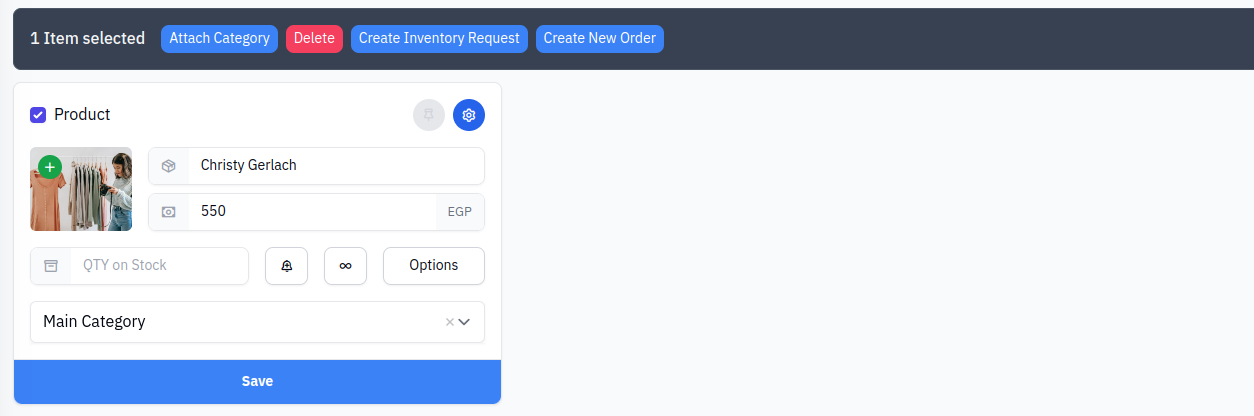 1 Item selected Attach Category Delete Create Inventory Request Create New Order
Product
Christy Gerlach
550 EGP
QTY on Stock Options
Main Category
Save